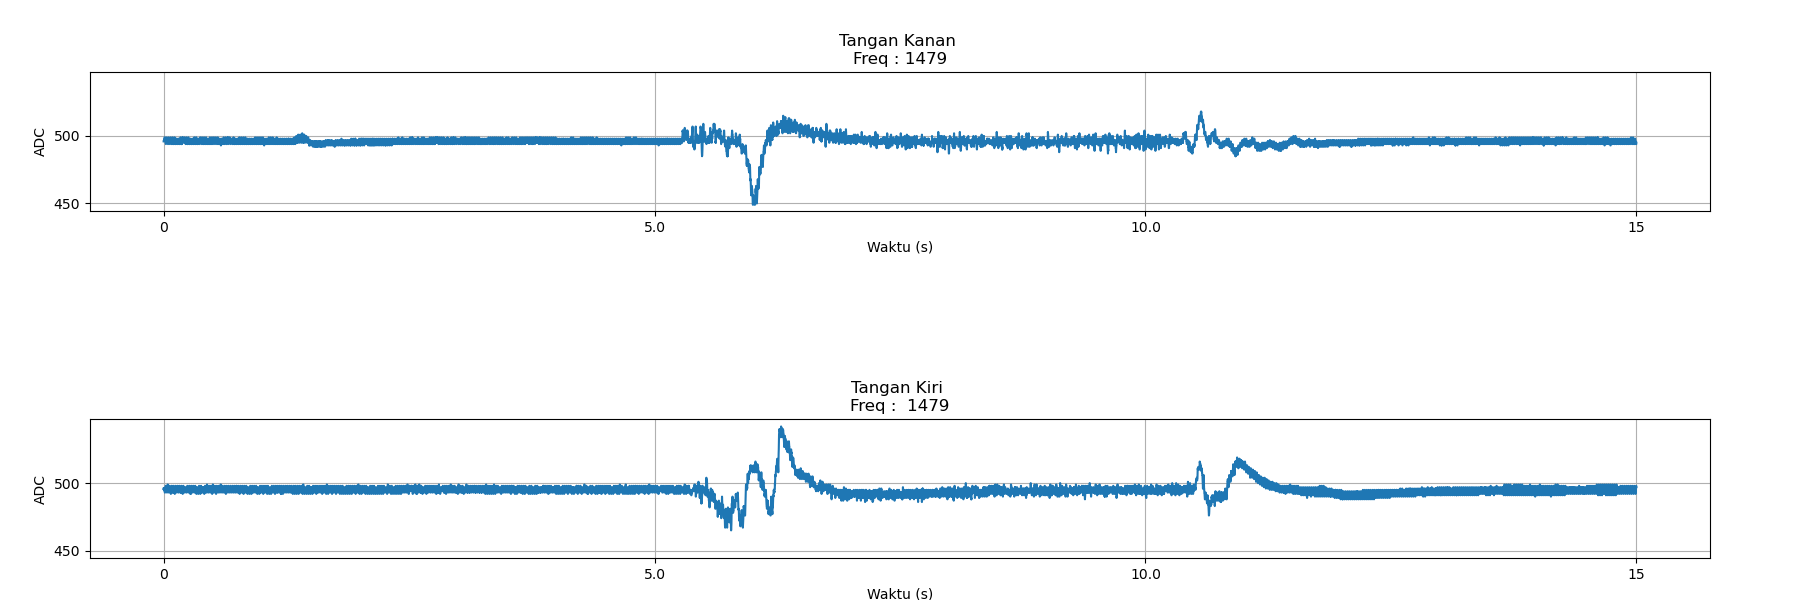 Tangan Kanan
Freq : 1479
ADC
500
450
0
5.0
10.0
15
Waktu (s)
Tangan Kiri
Freq :  1479
ADC
500
450
0
5.0
10.0
15
Waktu (s)